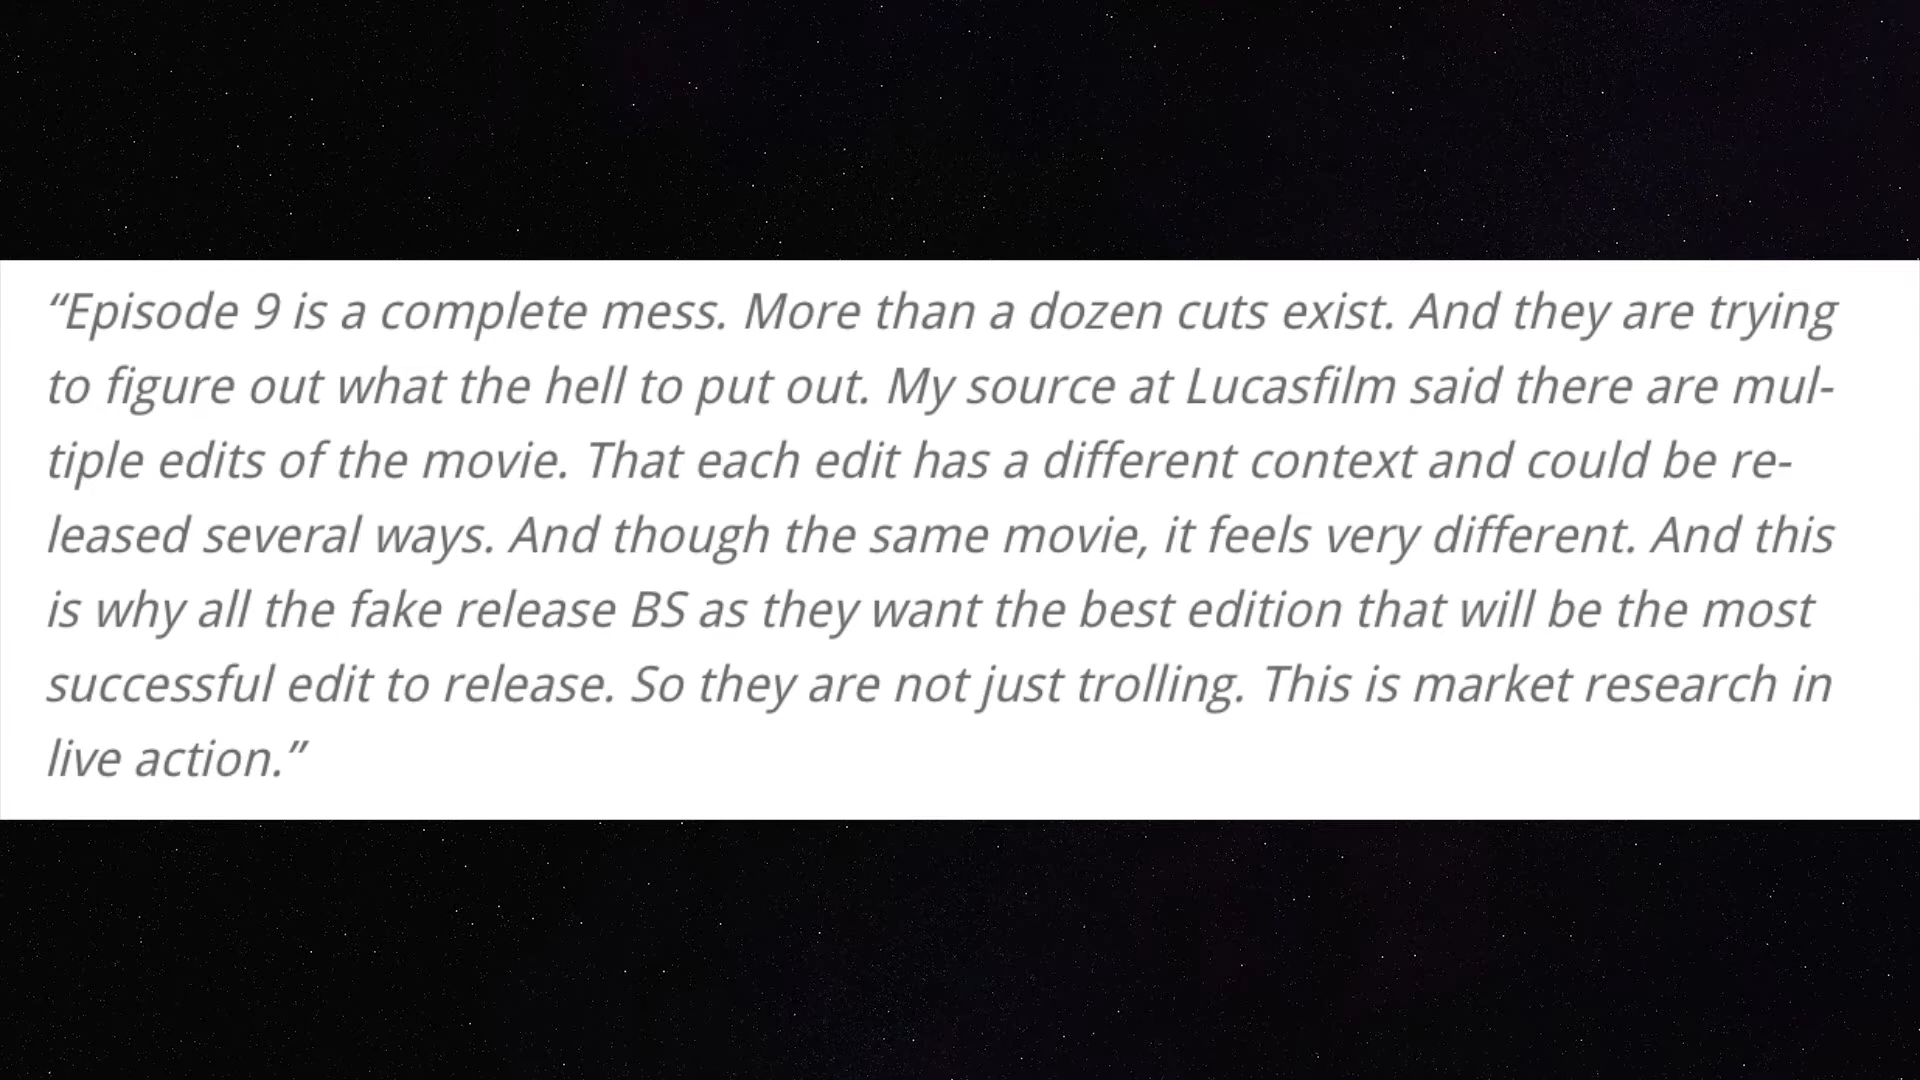 “Episode 9 is a complete mess. More than a dozen cuts exist. And they are trying
to figure out what the hell to put out. My source at Lucasfilm said there are mul-
tiple edits of the movie. That each edit has a different context and could be re-
leased several ways. And though the same movie, it feels very different. And this
is why all the fake release BS as they want the best edition that will be the most
successful edit to release. So they are not just trolling. This is market research in
live action.”